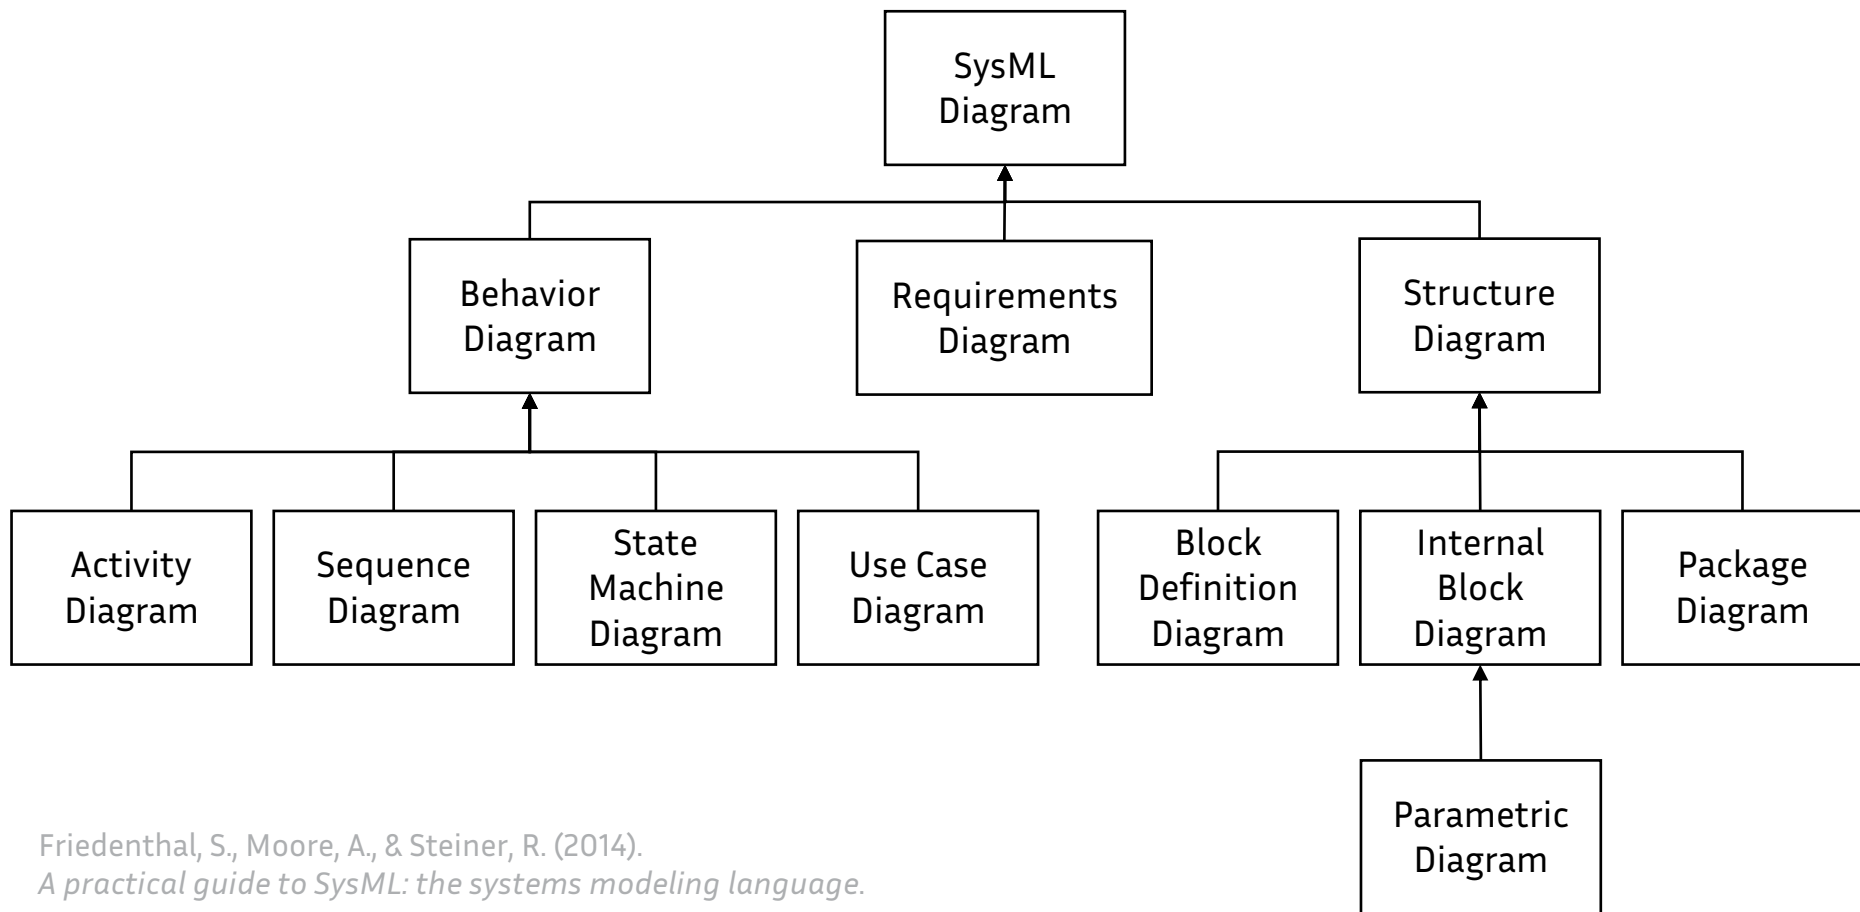 SysML
Diagram
Behavior
Diagram
Requirements
Diagram
Structure
Diagram
Activity
Diagram
Sequence
Diagram
State
Machine
Diagram
Use Case
Diagram
Block
Definition
Diagram
Internal
Block
Diagram
Package
Diagram
Parametric
Diagram
Friedenthal, S., Moore, A., & Steiner, R. (2014).
A practical guide to SysML: the systems modeling language.